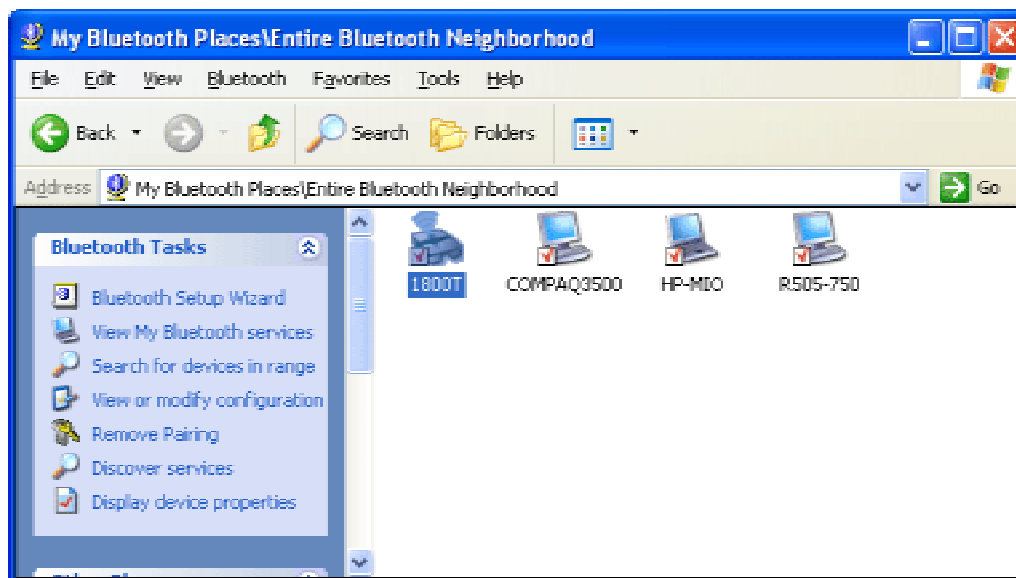 My Bluetooth Places\Entire Bluetooth Neighborhood
File Edit View Bluetooth Favorites Tools Help
Back Search Folders
Address My Bluetooth Places\Entire Bluetooth Neighborhood Go
Bluetooth Tasks
Bluetooth Setup Wizard
View My Bluetooth services
Search for devices in range
View or modify configuration
Remove Pairing
Discover services
Display device properties
1800T COMPAQ3500 HP-MIO R505-750